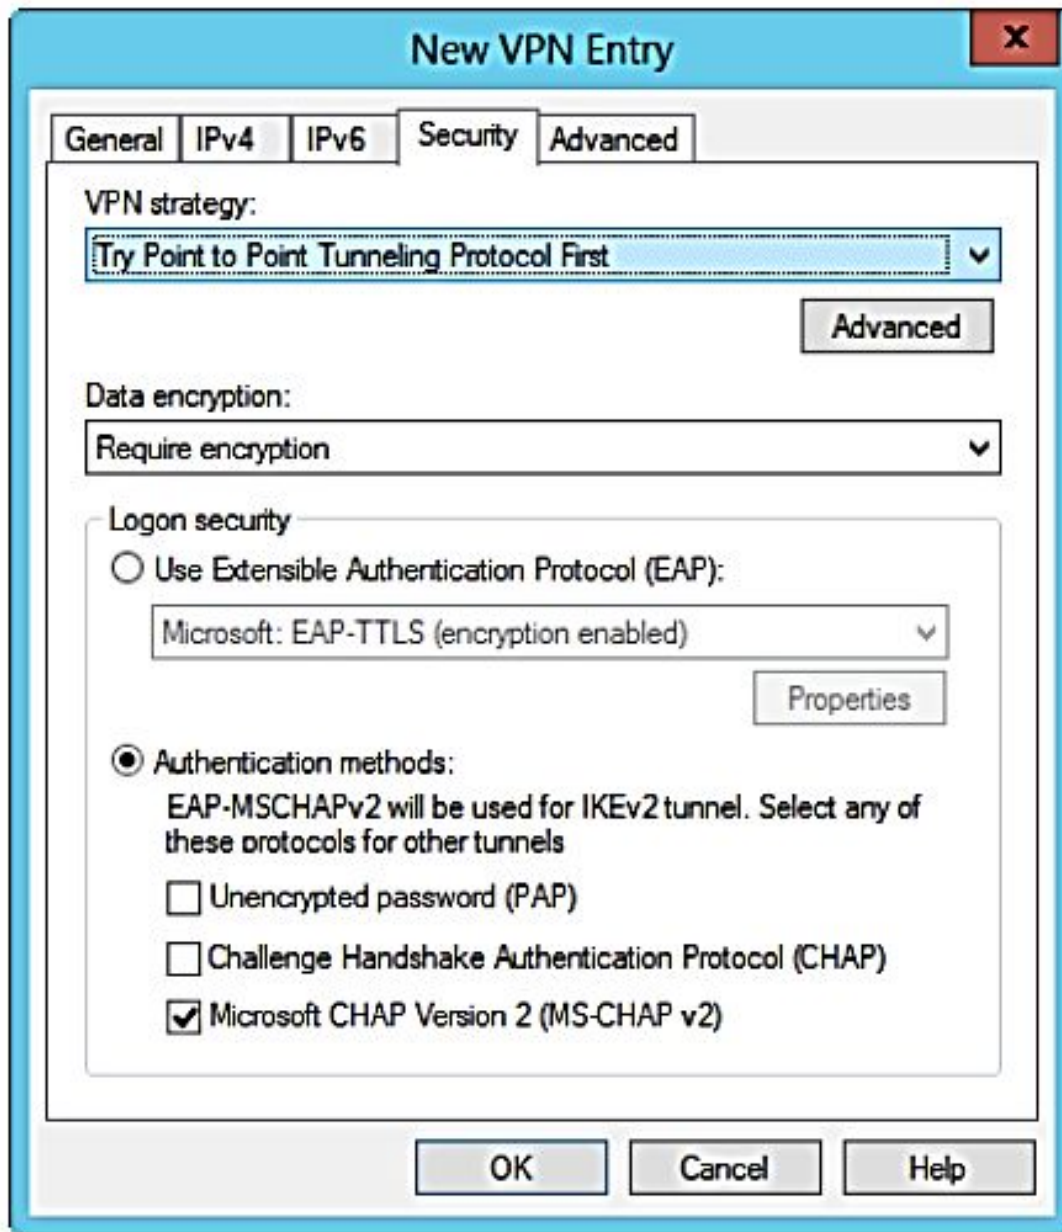 New VPN Entry
x
General IPv4 IPv6 Security Advanced
VPN strategy:
Try Point to Point Tunneling Protocol First
Advanced
Data encryption:
Require encryption
Logon security
Use Extensible Authentication Protocol (EAP):
Microsoft: EAP-TTLS (encryption enabled)
Properties
Authentication methods:
EAP-MSCHAPv2 will be used for IKEv2 tunnel. Select any of
these protocols for other tunnels
Unencrypted password (PAP)
Challenge Handshake Authentication Protocol (CHAP)
Microsoft CHAP Version 2 (MS-CHAP v2)
OK Cancel Help